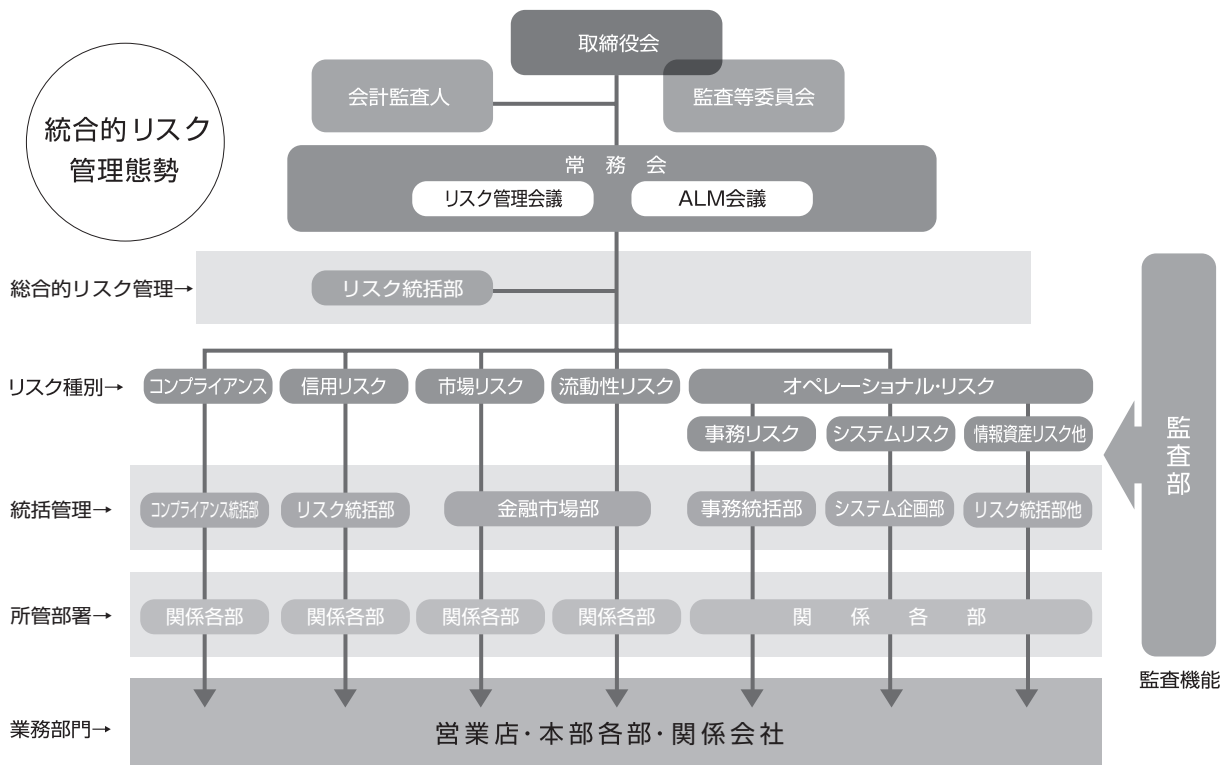 取締役会
会計監査人
監査等委員会
統合的リスク
管理態勢
常務会
リスク管理会議
ALM会議
総合的リスク管理→
リスク統括部
リスク種別→
コンプライアンス
信用リスク
市場リスク
流動性リスク
オペレーショナル・リスク
事務リスク
システムリスク
情報資産リスク他
統括管理→
コンプライアンス統括部
リスク統括部
金融市場部
事務統括部
システム企画部
リスク統括部他
所管部署→
関係各部
関係各部
関係各部
関係各部
関係各部
業務部門→
営業店・本部各部・関係会社
監査部
監査機能